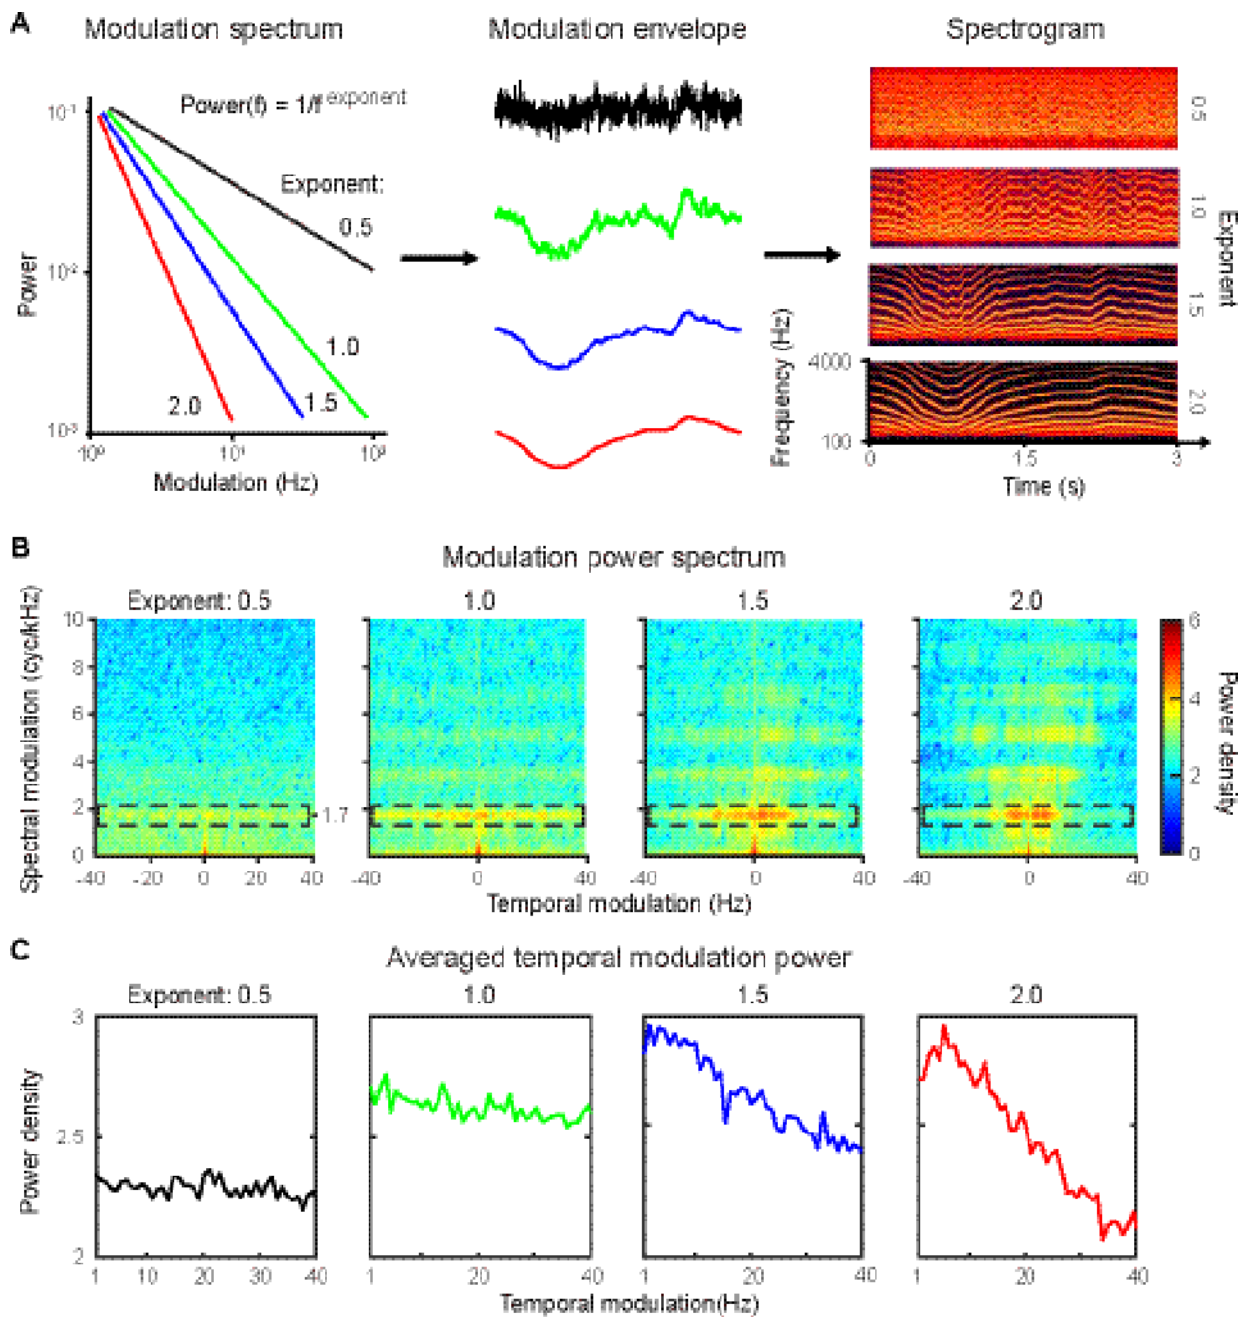 A
Modulation spectrum
Modulation envelope
Spectrogram
Power(f) = 1/f exponent
Exponent:
0.5
1.0
1.5
2.0
Power
10⁻¹
10⁻²
10⁻³
10⁰
10¹
Modulation (Hz)
0.5
1.0
1.5
2.0
Exponent
Frequency (Hz)
4000
100
0
1.5
3
Time (s)
B
Modulation power spectrum
Exponent: 0.5
1.0
1.5
2.0
Spectral modulation (cyc/kHz)
10
8
6
4
2
0
1.7
-40 -20 0 20 40
-40 0 40
-40 0 40
-40 0 40
Temporal modulation (Hz)
6
4
2
0
Power density
C
Averaged temporal modulation power
Exponent: 0.5
1.0
1.5
2.0
Power density
3
2.5
2
1 10 20 30 40
1 20 40
1 20 40
1 20 40
Temporal modulation(Hz)